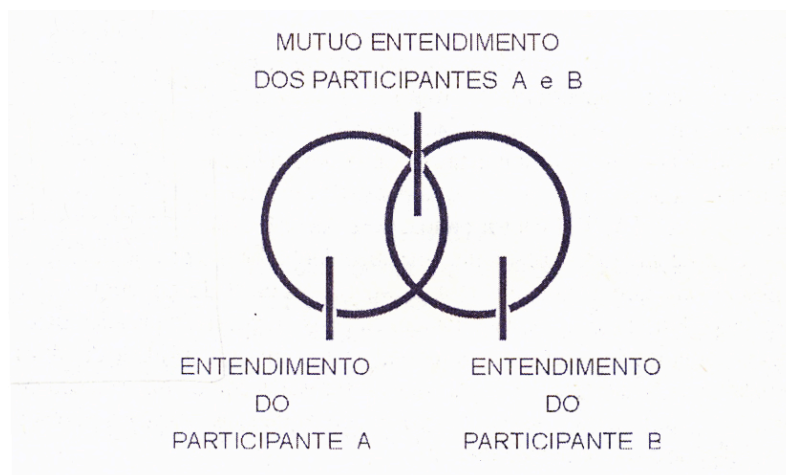 MUTUO ENTENDIMENTO
DOS PARTICIPANTES A e B
ENTENDIMENTO
DO
PARTICIPANTE A
ENTENDIMENTO
DO
PARTICIPANTE B